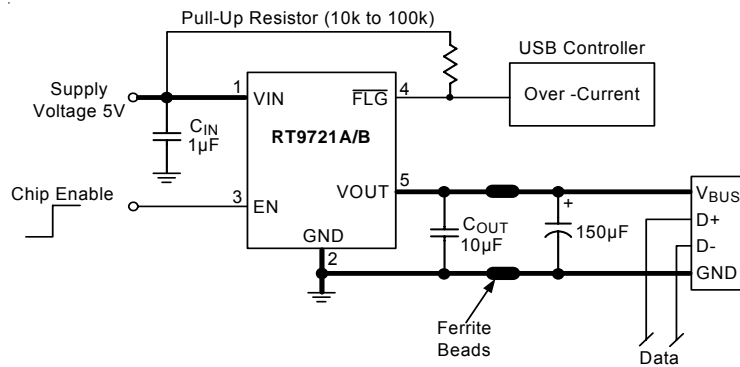 Pull-Up Resistor (10k to 100k)
USB Controller
Supply
Voltage 5V
1
VIN
FLG
4
Over -Current
CIN
1µF
RT9721A/B
Chip Enable
3
EN
VOUT
5
GND
2
COUT
10µF
+
150µF
VBUS
D+
D-
GND
Ferrite
Beads
Data